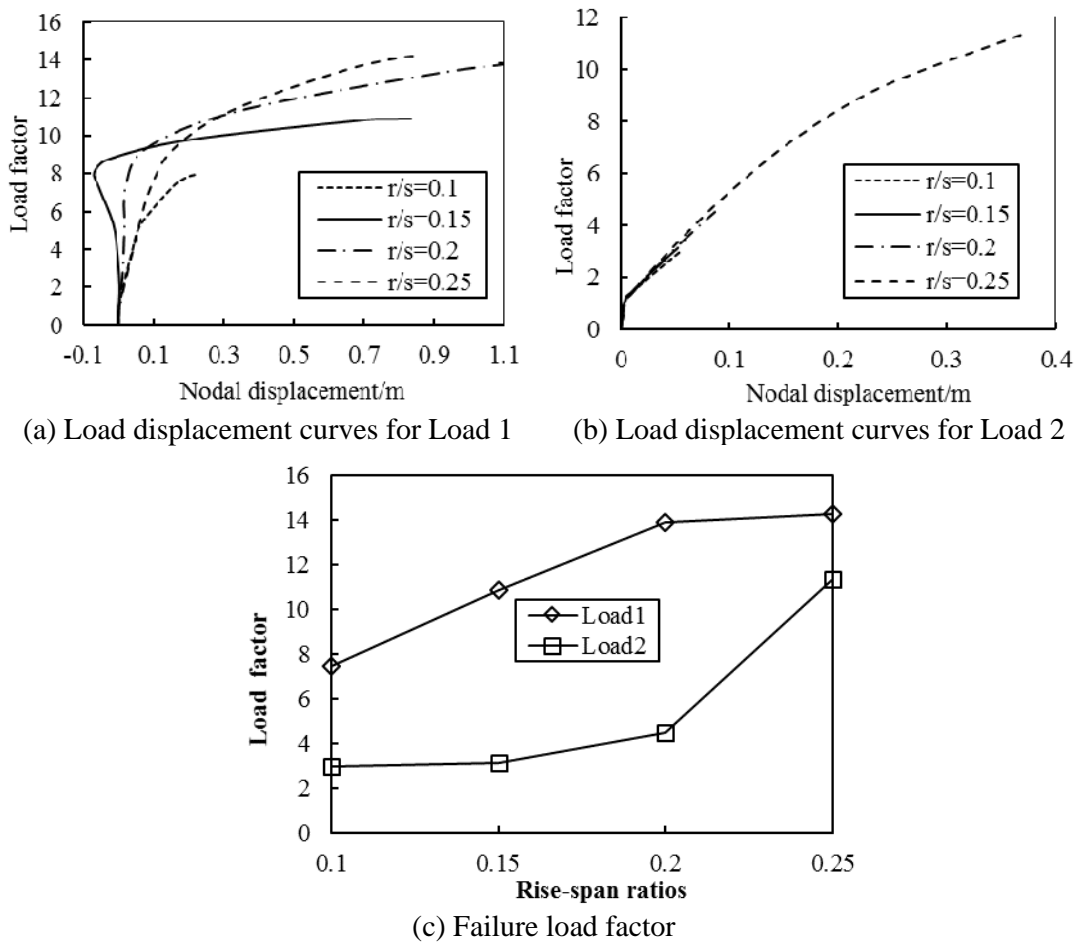 16
14
12
10
8
6
4
2
0
Load factor
r/s=0.1
r/s=0.15
r/s=0.2
r/s=0.25
-0.1 0.1 0.3 0.5 0.7 0.9 1.1
Nodal displacement/m
(a) Load displacement curves for Load 1
12
10
8
6
4
2
0
Load factor
r/s=0.1
r/s=0.15
r/s=0.2
r/s=0.25
0 0.1 0.2 0.3 0.4
Nodal displacement/m
(b) Load displacement curves for Load 2
16
14
12
10
8
6
4
2
0
Load factor
Load1
Load2
0.1 0.15 0.2 0.25
Rise-span ratios
(c) Failure load factor